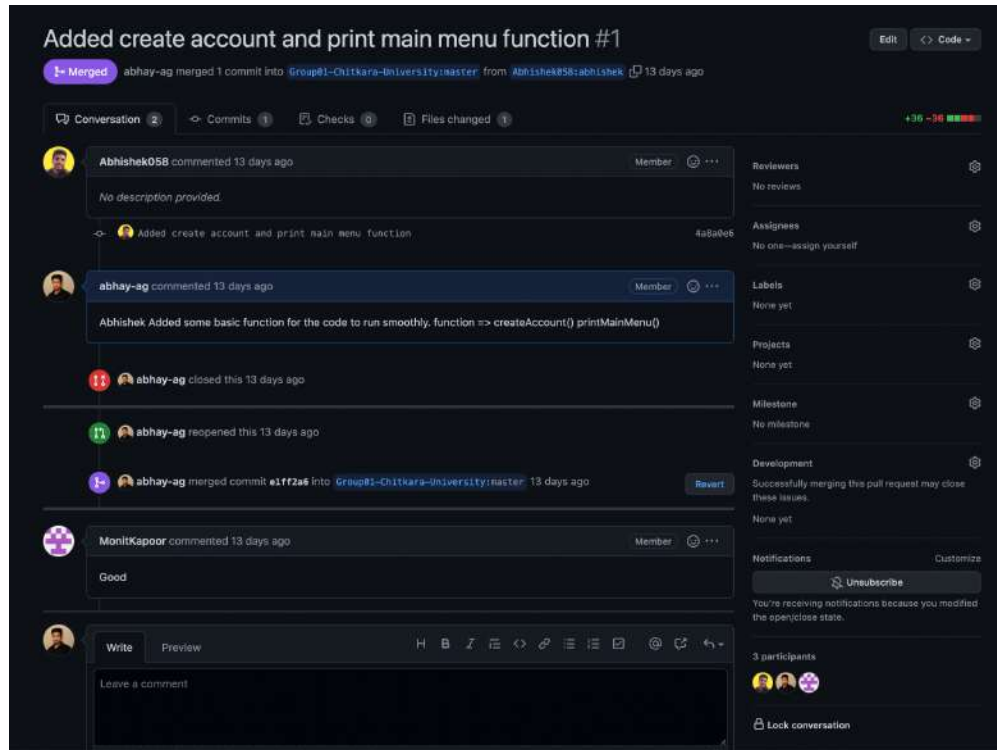 Added create account and print main menu function #1
Edit
<> Code
Merged
abhay-ag merged 1 commit into Group01-Chitkara-University:master from Abhishek058:abhishek 13 days ago
Conversation 2
Commits 1
Checks 0
Files changed 1
+36 −36
Abhishek058 commented 13 days ago
Member
No description provided.
Added create account and print main menu function
4a8a0e6
abhay-ag commented 13 days ago
Member
Abhishek Added some basic function for the code to run smoothly. function => createAccount() printMainMenu()
abhay-ag closed this 13 days ago
abhay-ag reopened this 13 days ago
abhay-ag merged commit e1ff2a6 into Group01-Chitkara-University:master 13 days ago
Revert
MonitKapoor commented 13 days ago
Member
Good
Write
Preview
H B I <> @
Leave a comment
Reviewers
No reviews
Assignees
No one—assign yourself
Labels
None yet
Projects
None yet
Milestone
No milestone
Development
Successfully merging this pull request may close
these issues.
None yet
Notifications
Customize
Unsubscribe
You're receiving notifications because you modified
the open/close state.
3 participants
Lock conversation